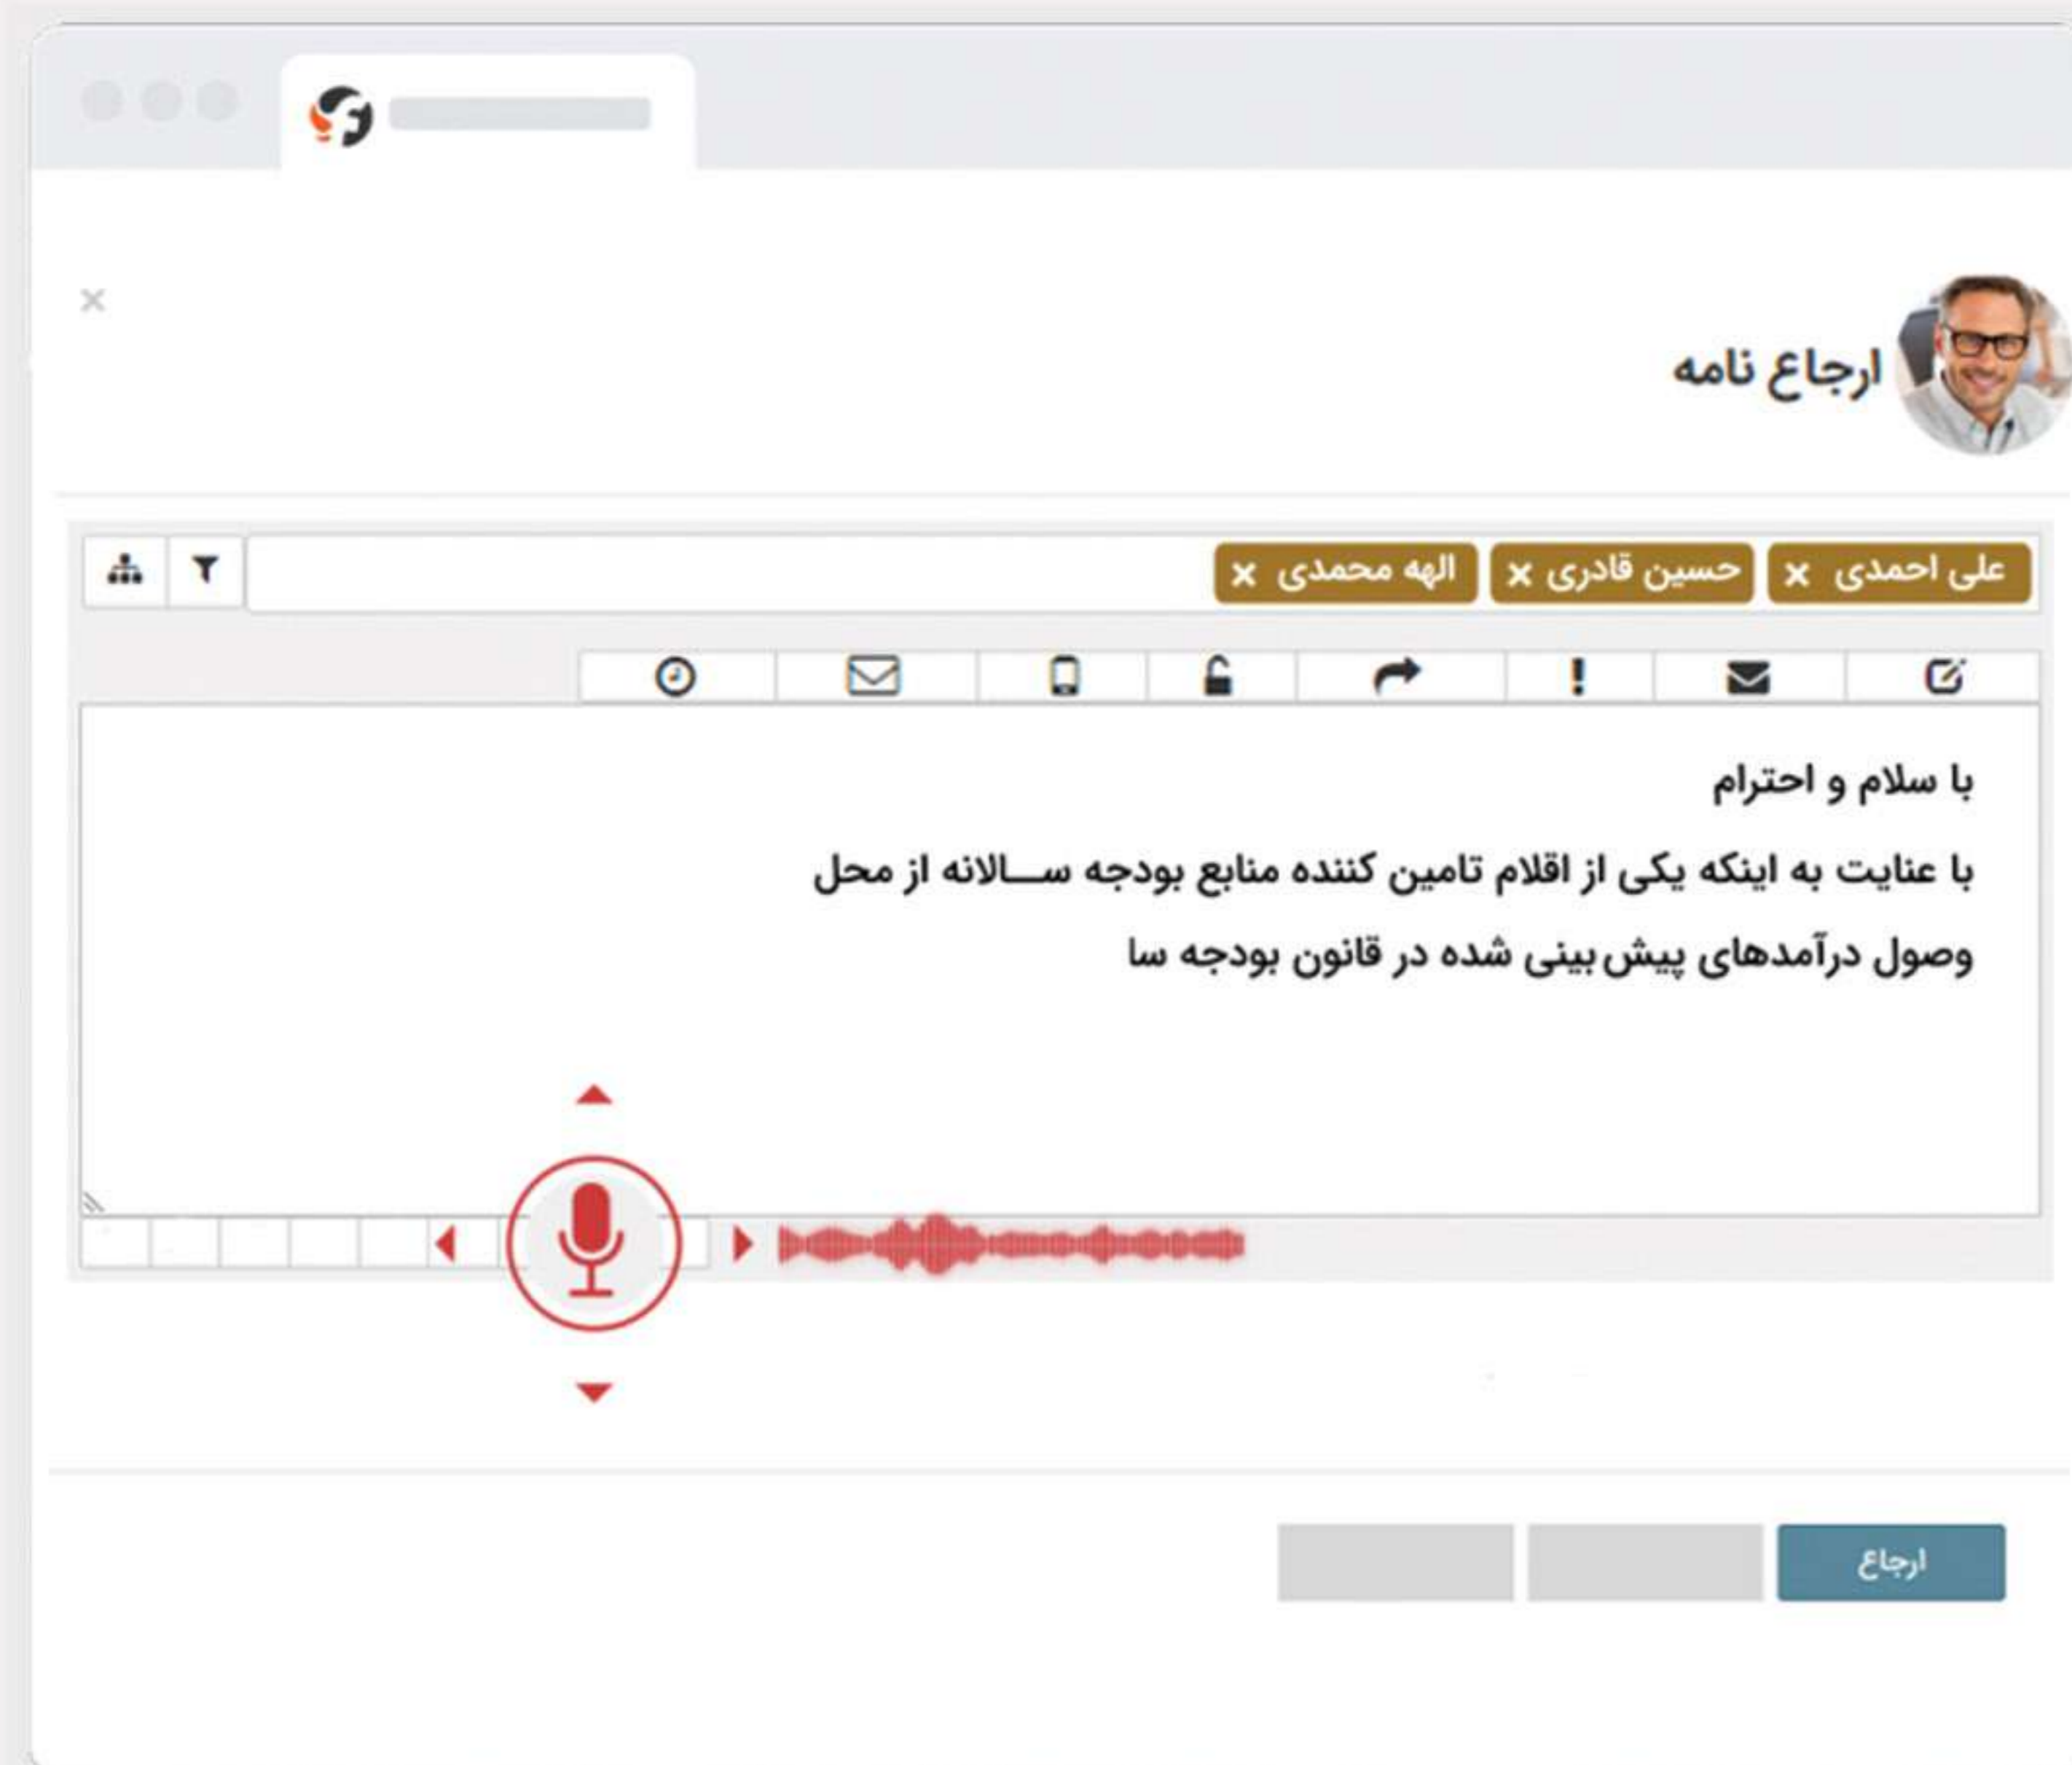 ارجاع نامه
علی احمدی × حسین قادری × الهه محمدی ×
با سلام و احترام
با عنایت به اینکه یکی از اقلام تامین کننده منابع بودجه ســالانه از محل
وصول درآمدهای پیش‌بینی شده در قانون بودجه سا
ارجاع